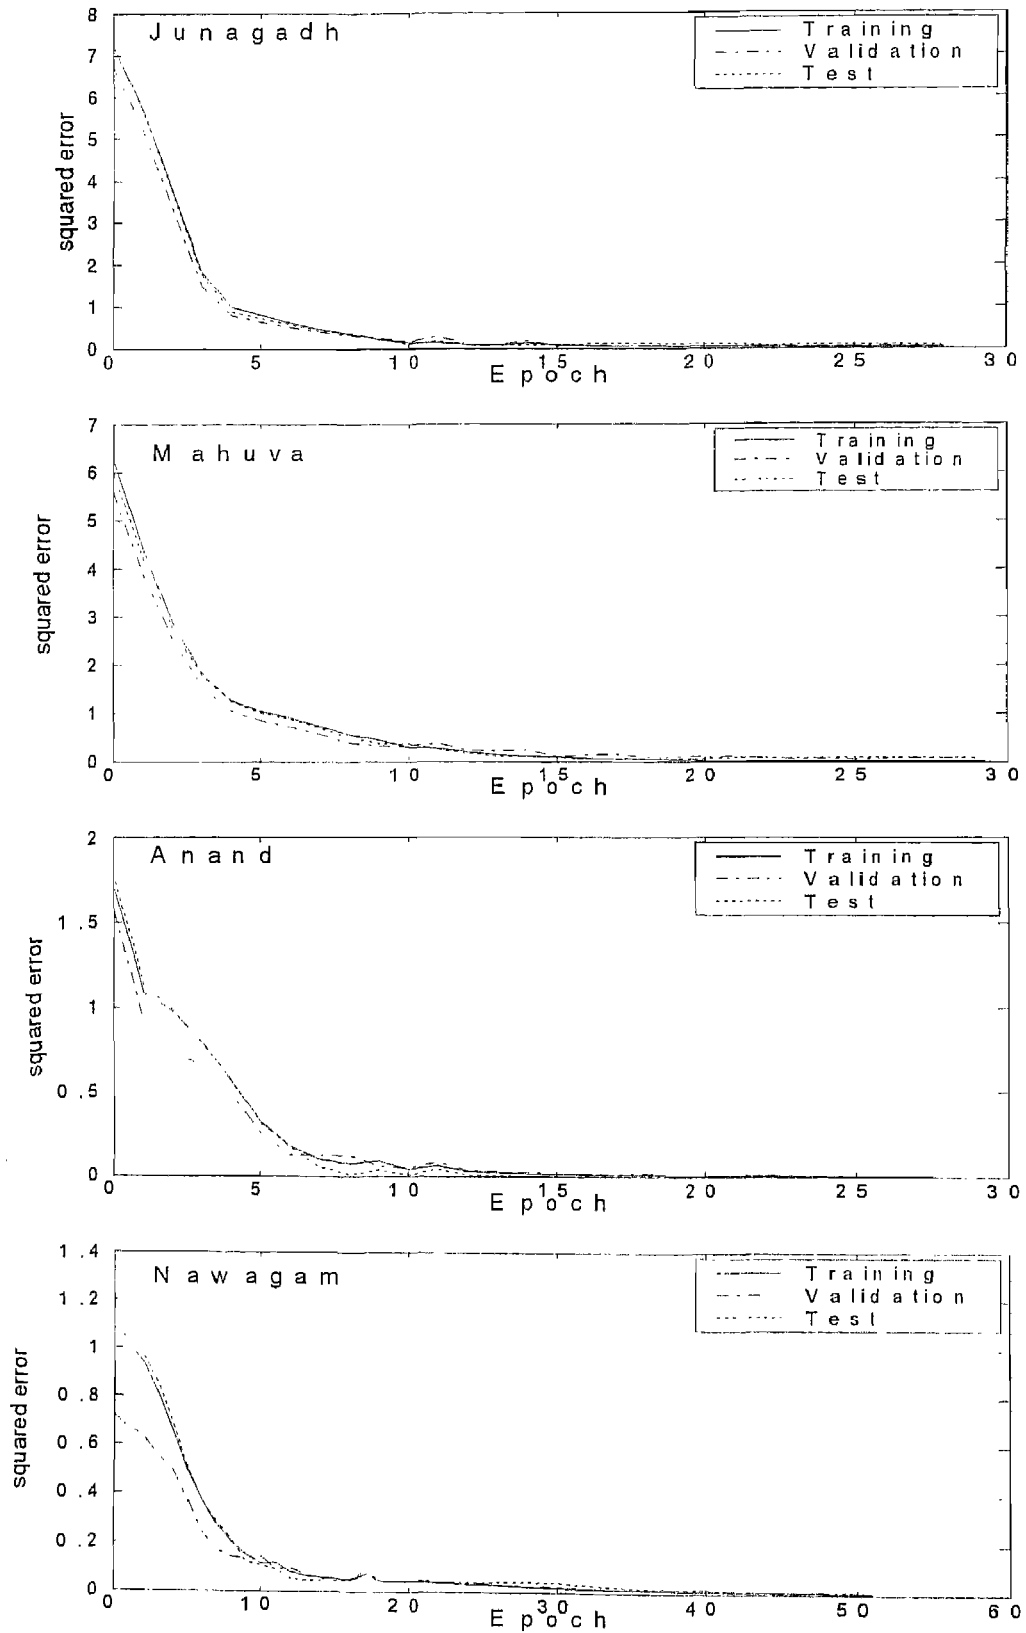 8
Junagadh
Training
Validation
Test
7
6
5
4
3
2
1
0
squared error
0 5 10 15 20 25 30
Epoch
7
Mahuva
Training
Validation
Test
6
5
4
3
2
1
0
squared error
0 5 10 15 20 25 30
Epoch
2
Anand
Training
Validation
Test
1.5
1
0.5
0
squared error
0 5 10 15 20 25 30
Epoch
1.4
Nawagam
Training
Validation
Test
1.2
1
0.8
0.6
0.4
0.2
0
squared error
0 10 20 30 40 50 60
Epoch